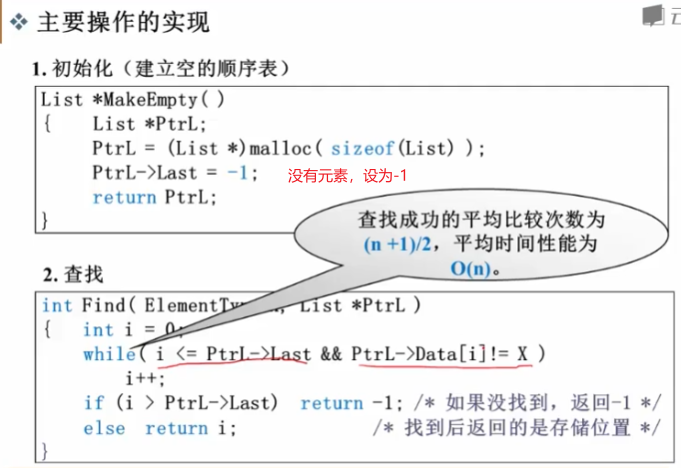 ❖ 主要操作的实现
1. 初始化（建立空的顺序表）
List *MakeEmpty( )
{ List *PtrL;
PtrL = (List *)malloc( sizeof(List) );
PtrL->Last = -1; 没有元素，设为-1
return PtrL;
}
查找成功的平均比较次数为
(n +1)/2，平均时间性能为
O(n)。
2. 查找
int Find( ElementTy List *PtrL )
{ int i = 0;
while( i <= PtrL->Last && PtrL->Data[i]!= X )
i++;
if (i > PtrL->Last) return -1; /* 如果没找到，返回-1 */
else return i; /* 找到后返回的是存储位置 */
}